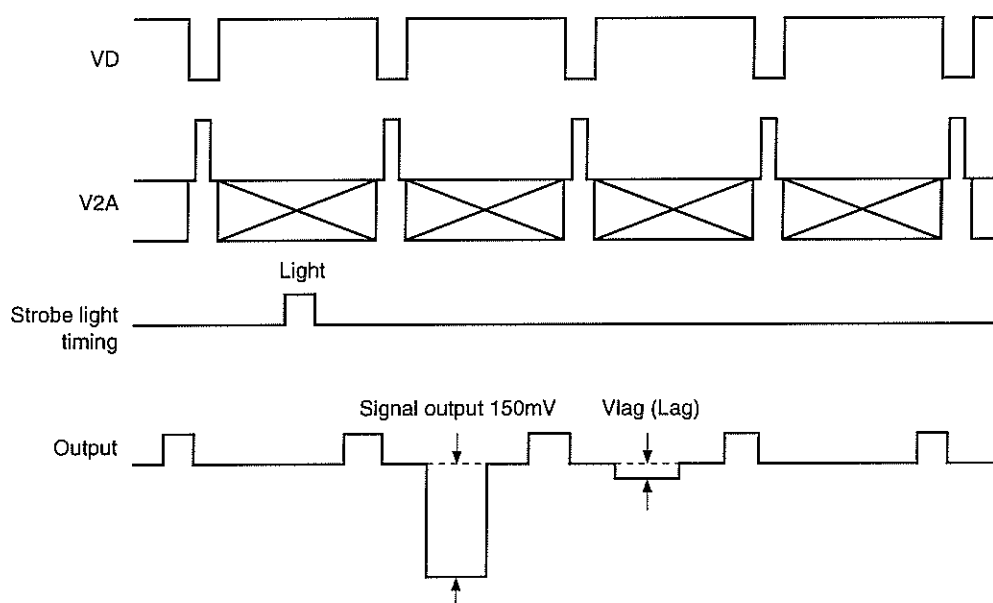 VD
V2A
Light
Strobe light
timing
Signal output 150mV
Vlag (Lag)
Output